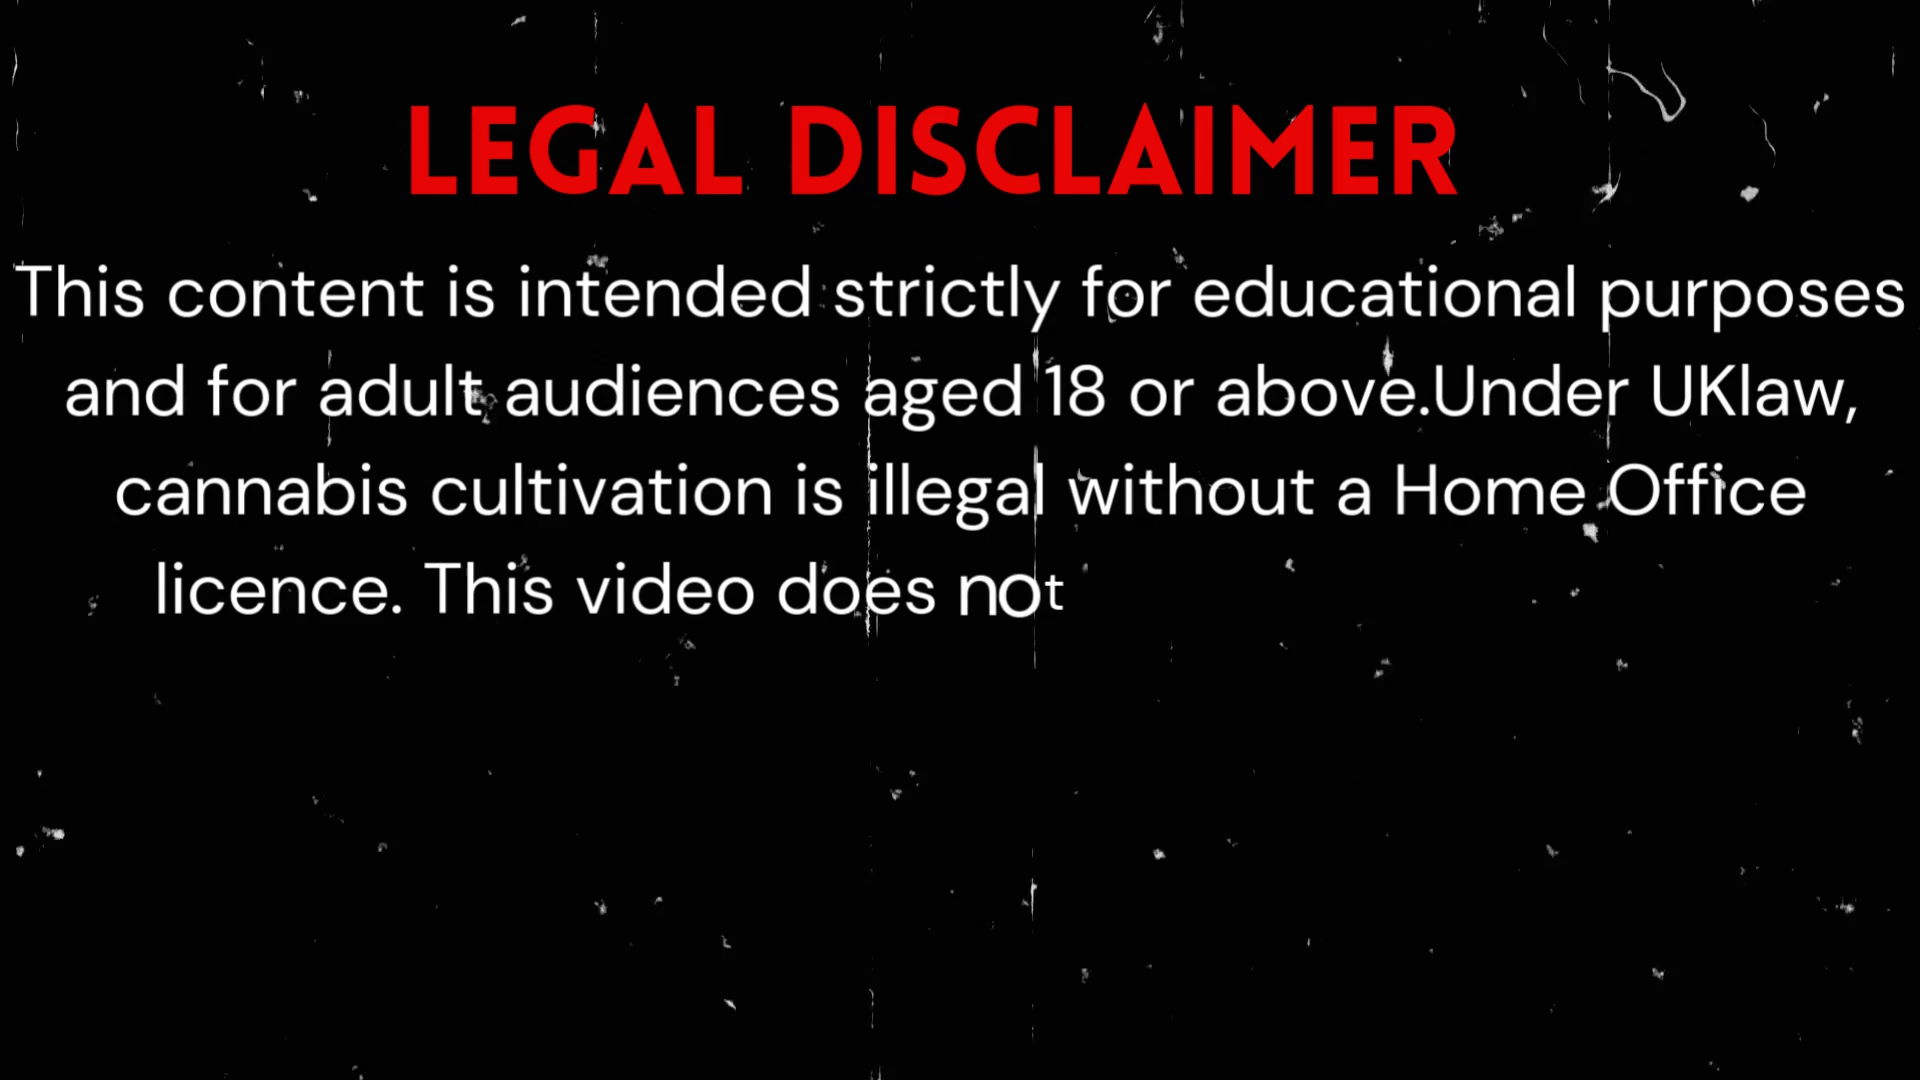 LEGAL DISCLAIMER
This content is intended strictly for educational purposes
and for adult audiences aged 18 or above.Under UKlaw,
cannabis cultivation is illegal without a Home Office
licence. This video does not